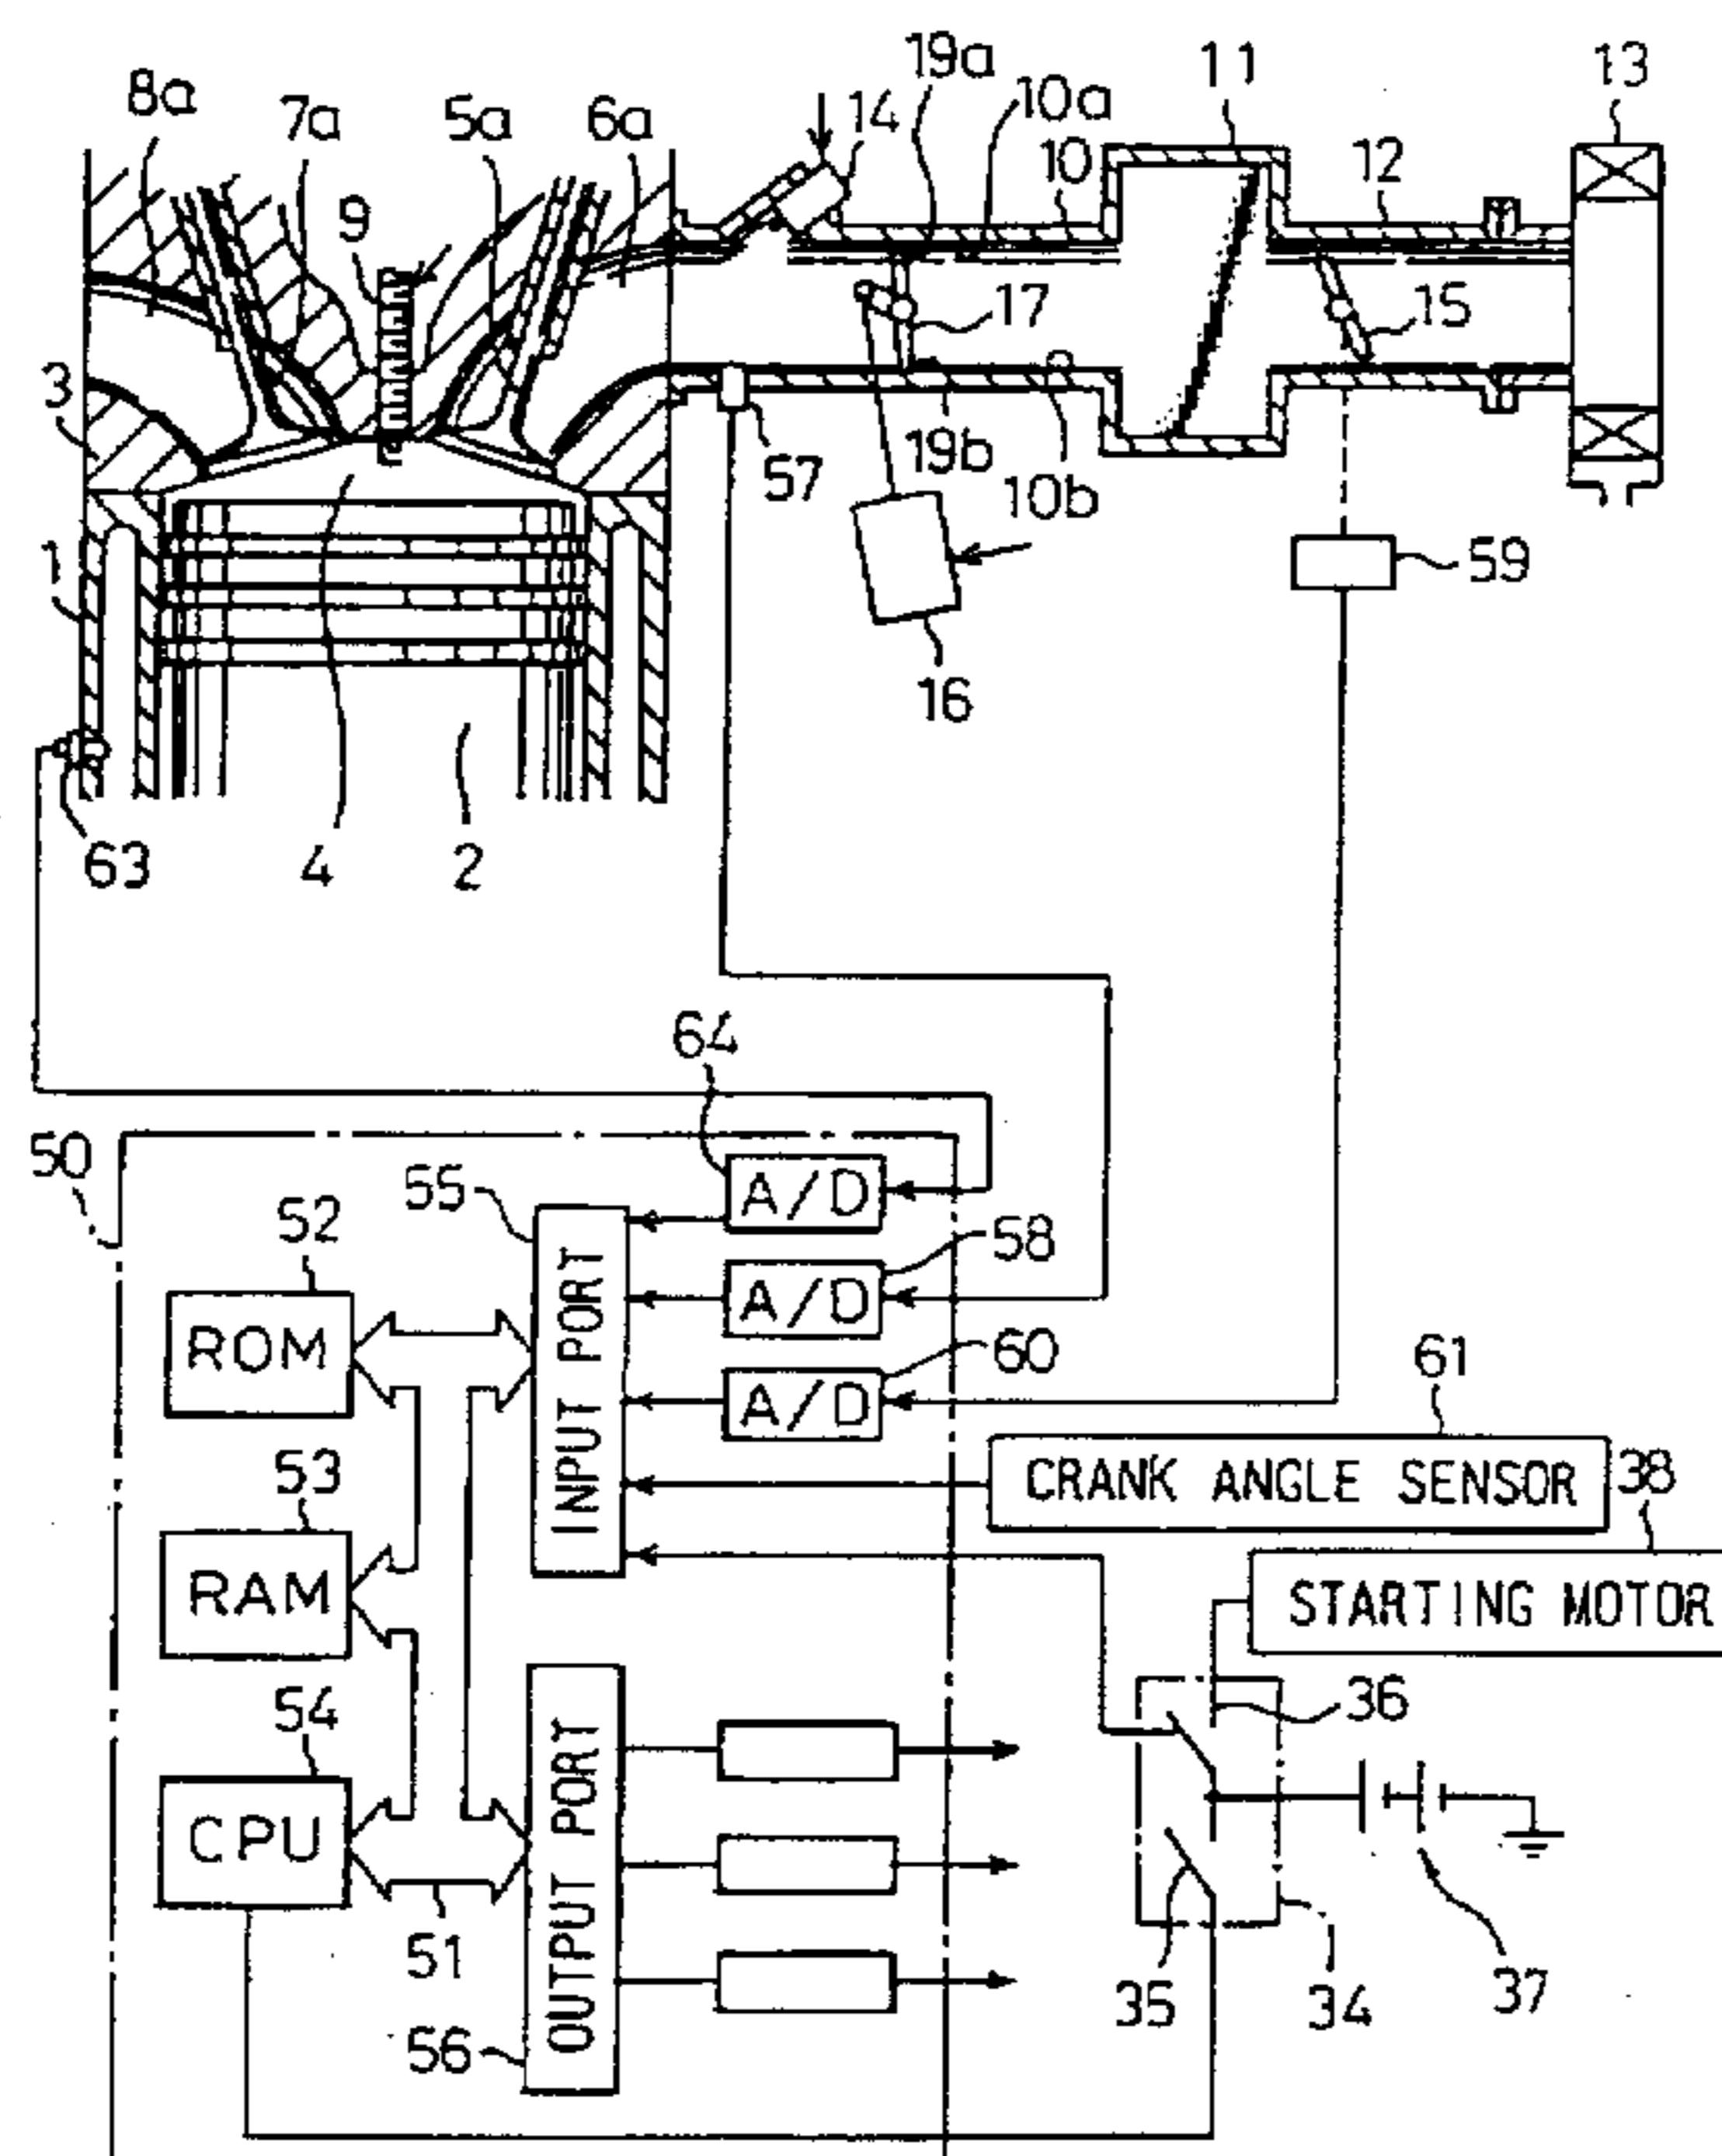 19a
11
13
8a
7a
5a
6a
14
10a
10
12
9
17
15
3
19b
57
10b
1
59
16
63
4
2
64
50
55
A/D
52
58
ROM
INPUT PORT
A/D
60
61
A/D
53
CRANK ANGLE SENSOR
38
RAM
STARTING MOTOR
54
36
CPU
OUTPUT PORT
51
35
34
37
56